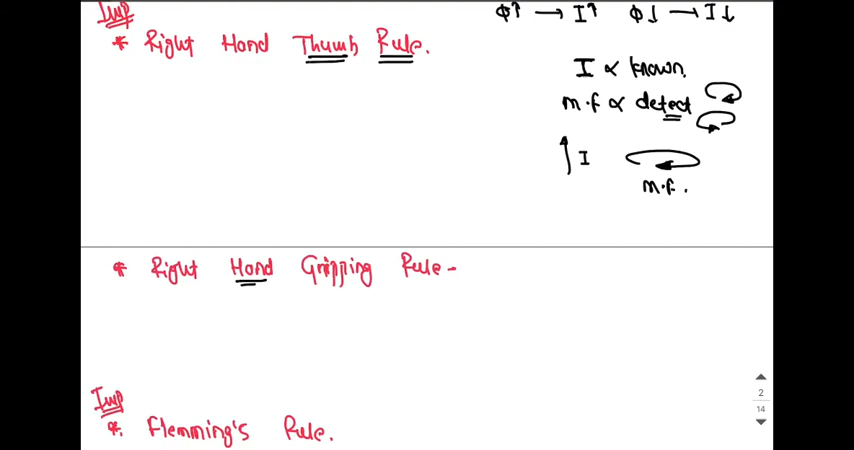 Imp
Φ↑ → I↑ Φ↓ → I↓
* Right Hand Thumb Rule.
I ∝ known.
m.f ∝ detect
↑ I
m.f.
* Right Hand Gripping Rule-
2
14
Imp
*. Flemming's Rule.